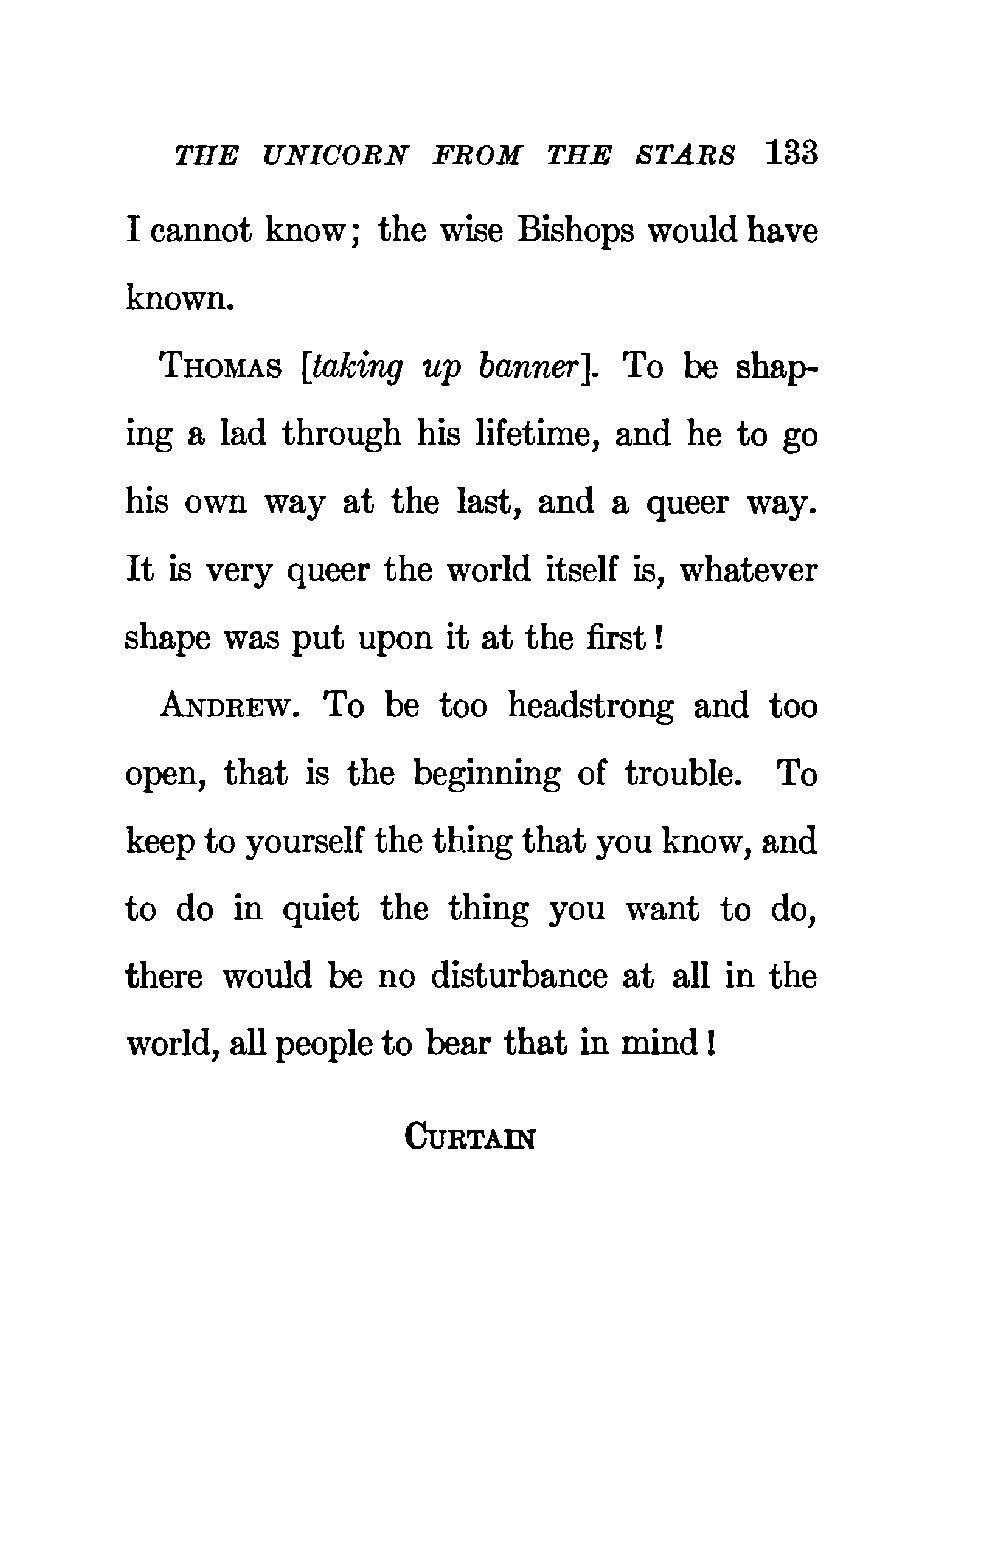 THE UNICORN FROM THE STARS 133
I cannot know; the wise Bishops would have
known.
THOMAS [taking up banner]. To be shap-
ing a lad through his lifetime, and he to go
his own way at the last, and a queer way.
It is very queer the world itself is, whatever
shape was put upon it at the first!
ANDREW. To be too headstrong and too
open, that is the beginning of trouble. To
keep to yourself the thing that you know, and
to do in quiet the thing you want to do,
there would be no disturbance at all in the
world, all people to bear that in mind!
CURTAIN